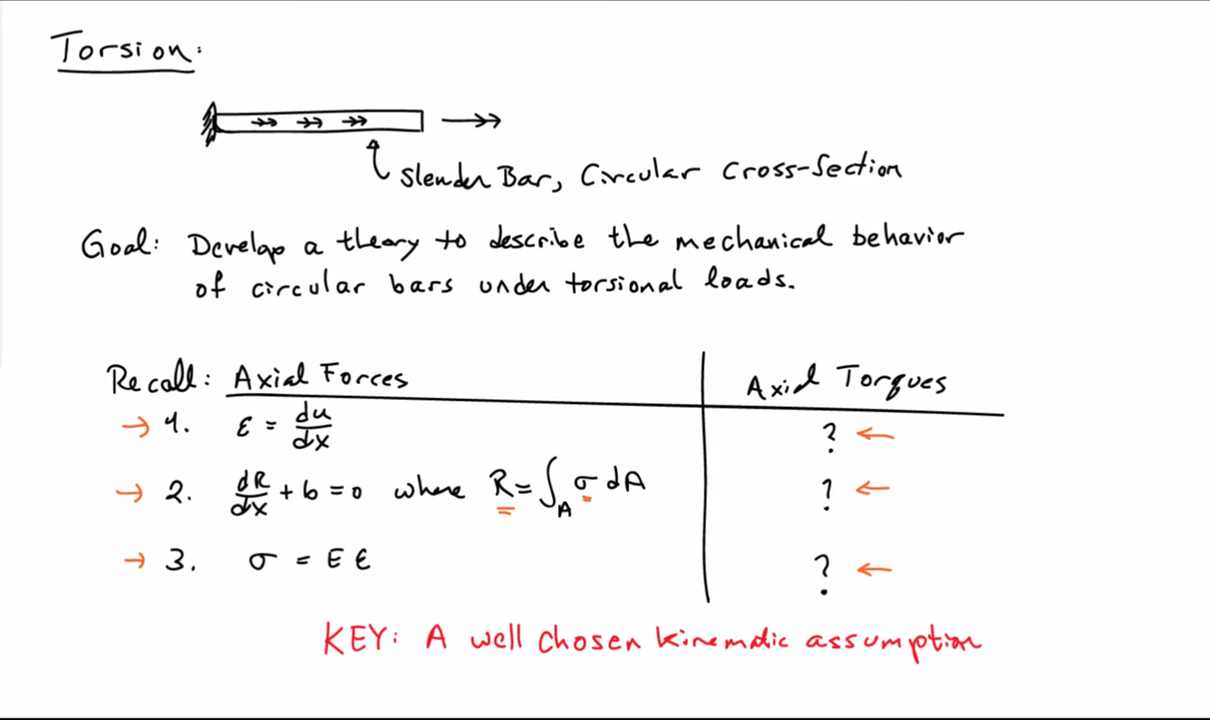 Torsion:
Slender Bar, Circular Cross-Section
Goal: Develop a theory to describe the mechanical behavior
of circular bars under torsional loads.
Recall: Axial Forces
Axial Torques
→ 1. ε = du/dx
? ←
→ 2. dR/dx + b = 0 where R = ∫_A σ dA
? ←
→ 3. σ = E ε
? ←
KEY: A well chosen kinematic assumption